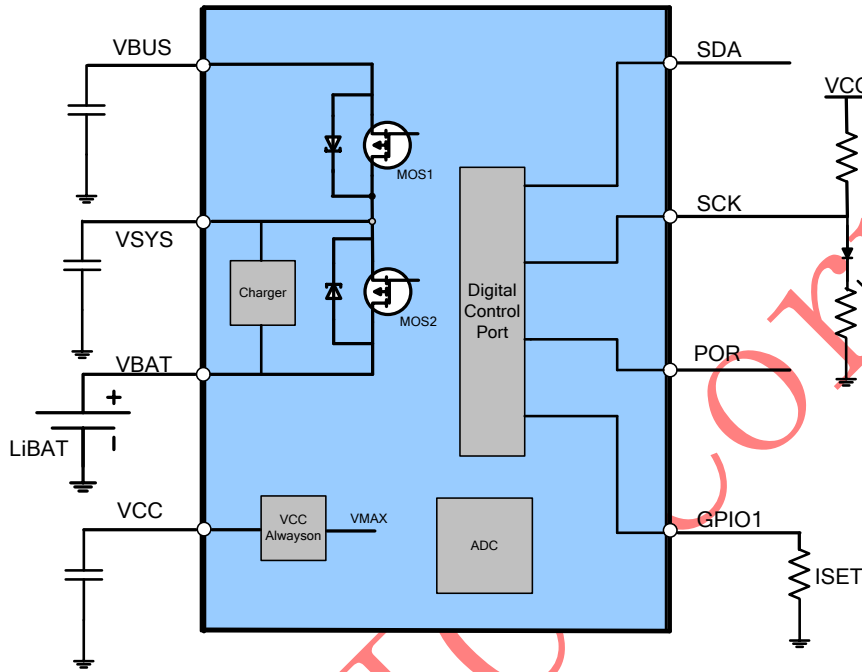 VBUS
SDA
VCC
MOS1
VSYS
SCK
Charger
MOS2
Digital
Control
Port
VBAT
POR
+
LiBAT
VCC
VCC
Alwayson
VMAX
ADC
GPIO1
ISET